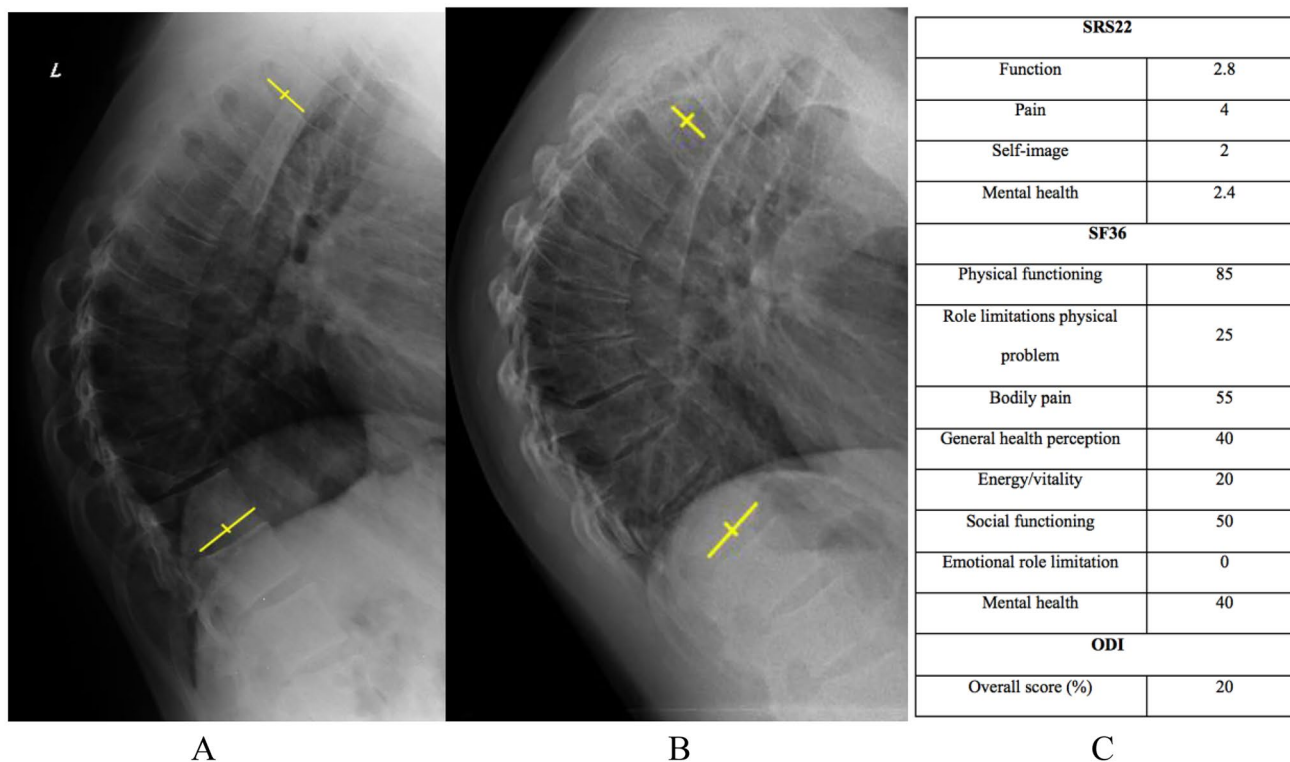 L
SRS22
Function 2.8
Pain 4
Self-image 2
Mental health 2.4
SF36
Physical functioning 85
Role limitations physical
problem 25
Bodily pain 55
General health perception 40
Energy/vitality 20
Social functioning 50
Emotional role limitation 0
Mental health 40
ODI
Overall score (%) 20
A B C